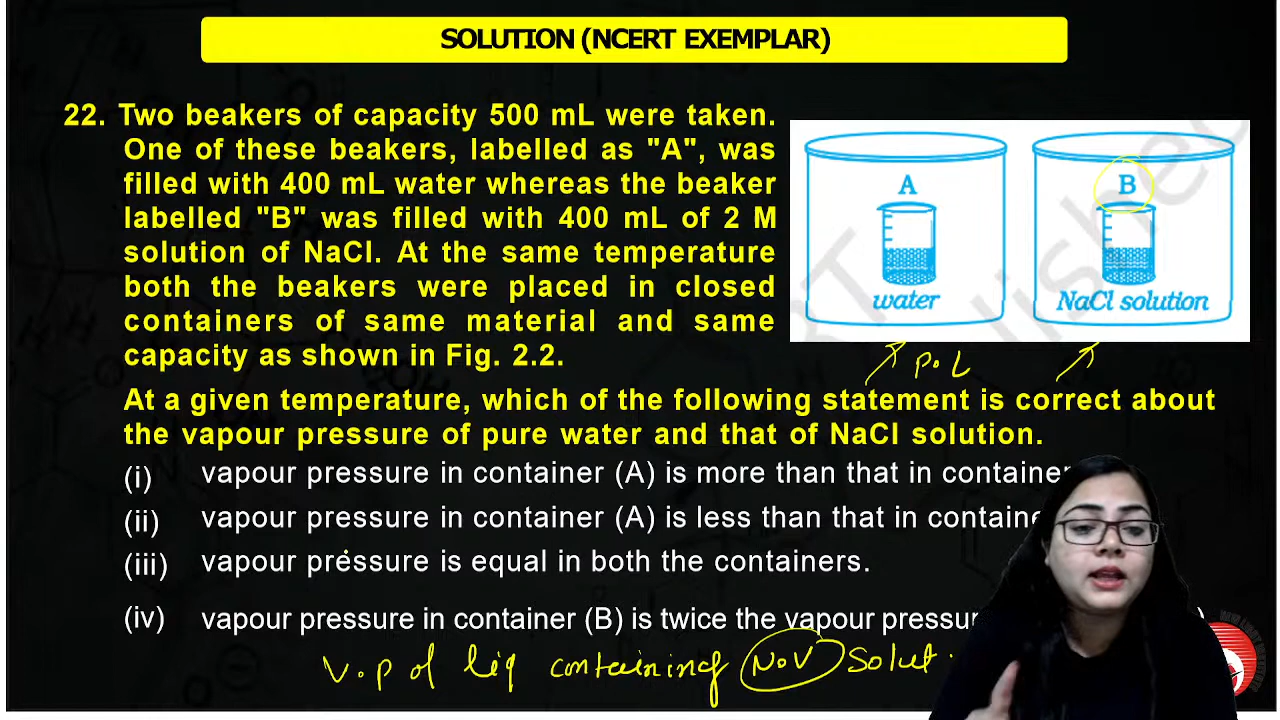 SOLUTION (NCERT EXEMPLAR)
22. Two beakers of capacity 500 mL were taken.
One of these beakers, labelled as "A", was
filled with 400 mL water whereas the beaker
labelled "B" was filled with 400 mL of 2 M
solution of NaCl. At the same temperature
both the beakers were placed in closed
containers of same material and same
capacity as shown in Fig. 2.2.
A
B
water
NaCl solution
P.L
At a given temperature, which of the following statement is correct about
the vapour pressure of pure water and that of NaCl solution.
(i) vapour pressure in container (A) is more than that in container
(ii) vapour pressure in container (A) is less than that in containe
(iii) vapour pressure is equal in both the containers.
(iv) vapour pressure in container (B) is twice the vapour pressur )
V.p of liq containing N.V Solut.